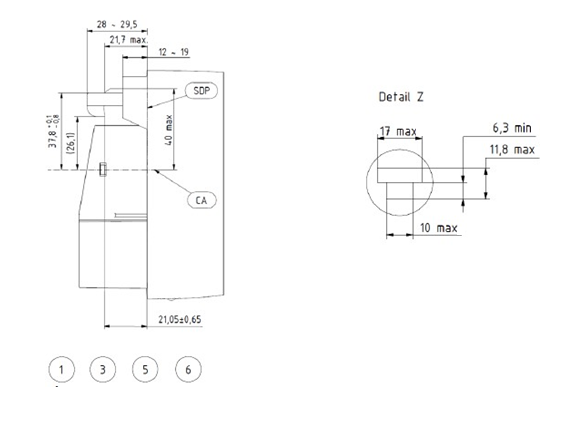 28 ~ 29,5
21,7 max.
12 ~ 19
SDP
37,8 +0,1 -0,8
(26,1)
40 max
CA
21,05±0,65
Detail Z
17 max
6,3 min
11,8 max
10 max
1 3 5 6